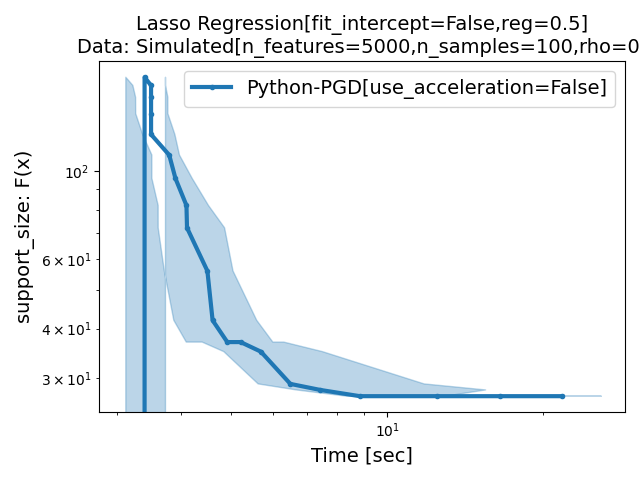 Lasso Regression[fit_intercept=False,reg=0.5]
Data: Simulated[n_features=5000,n_samples=100,rho=0
Python-PGD[use_acceleration=False]
support_size: F(x)
10²
6 × 10¹
4 × 10¹
3 × 10¹
10¹
Time [sec]